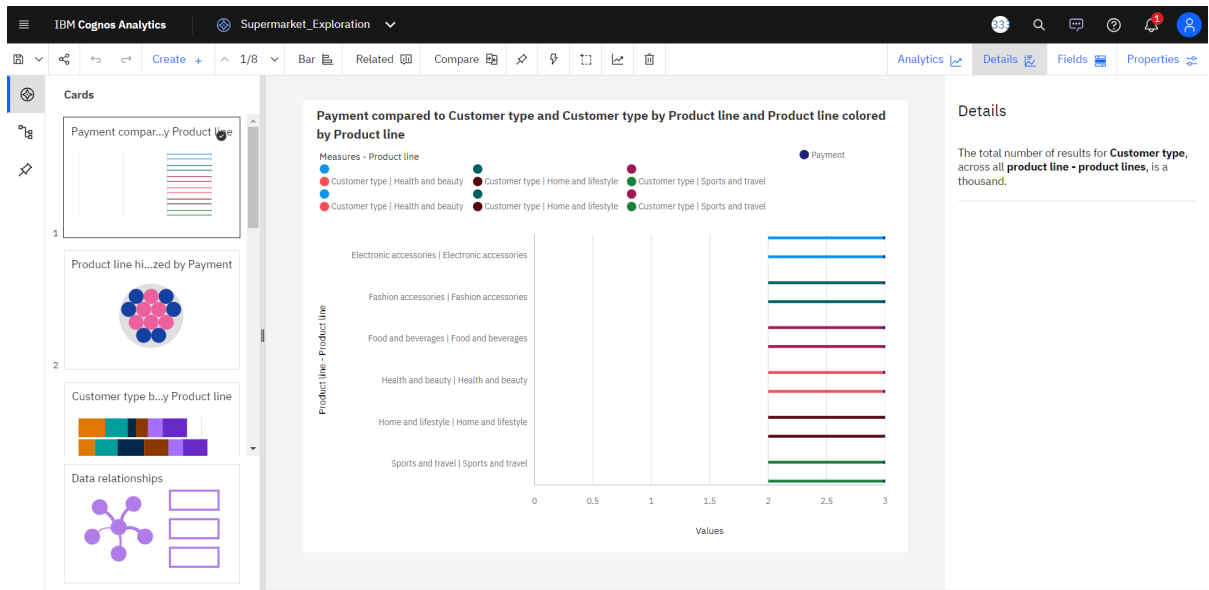 IBM Cognos Analytics
Supermarket_Exploration
1
Create +
1/8
Bar
Related
Compare
Analytics
Details
Fields
Properties
Cards
Payment compar...y Product line
1
Product line hi...zed by Payment
2
Customer type b...y Product line
Data relationships
Payment compared to Customer type and Customer type by Product line and Product line colored
by Product line
Measures - Product line
Payment
Customer type | Health and beauty
Customer type | Home and lifestyle
Customer type | Sports and travel
Customer type | Health and beauty
Customer type | Home and lifestyle
Customer type | Sports and travel
Product line - Product line
Electronic accessories | Electronic accessories
Fashion accessories | Fashion accessories
Food and beverages | Food and beverages
Health and beauty | Health and beauty
Home and lifestyle | Home and lifestyle
Sports and travel | Sports and travel
0 0.5 1 1.5 2 2.5 3
Values
Details
The total number of results for Customer type,
across all product line - product lines, is a
thousand.